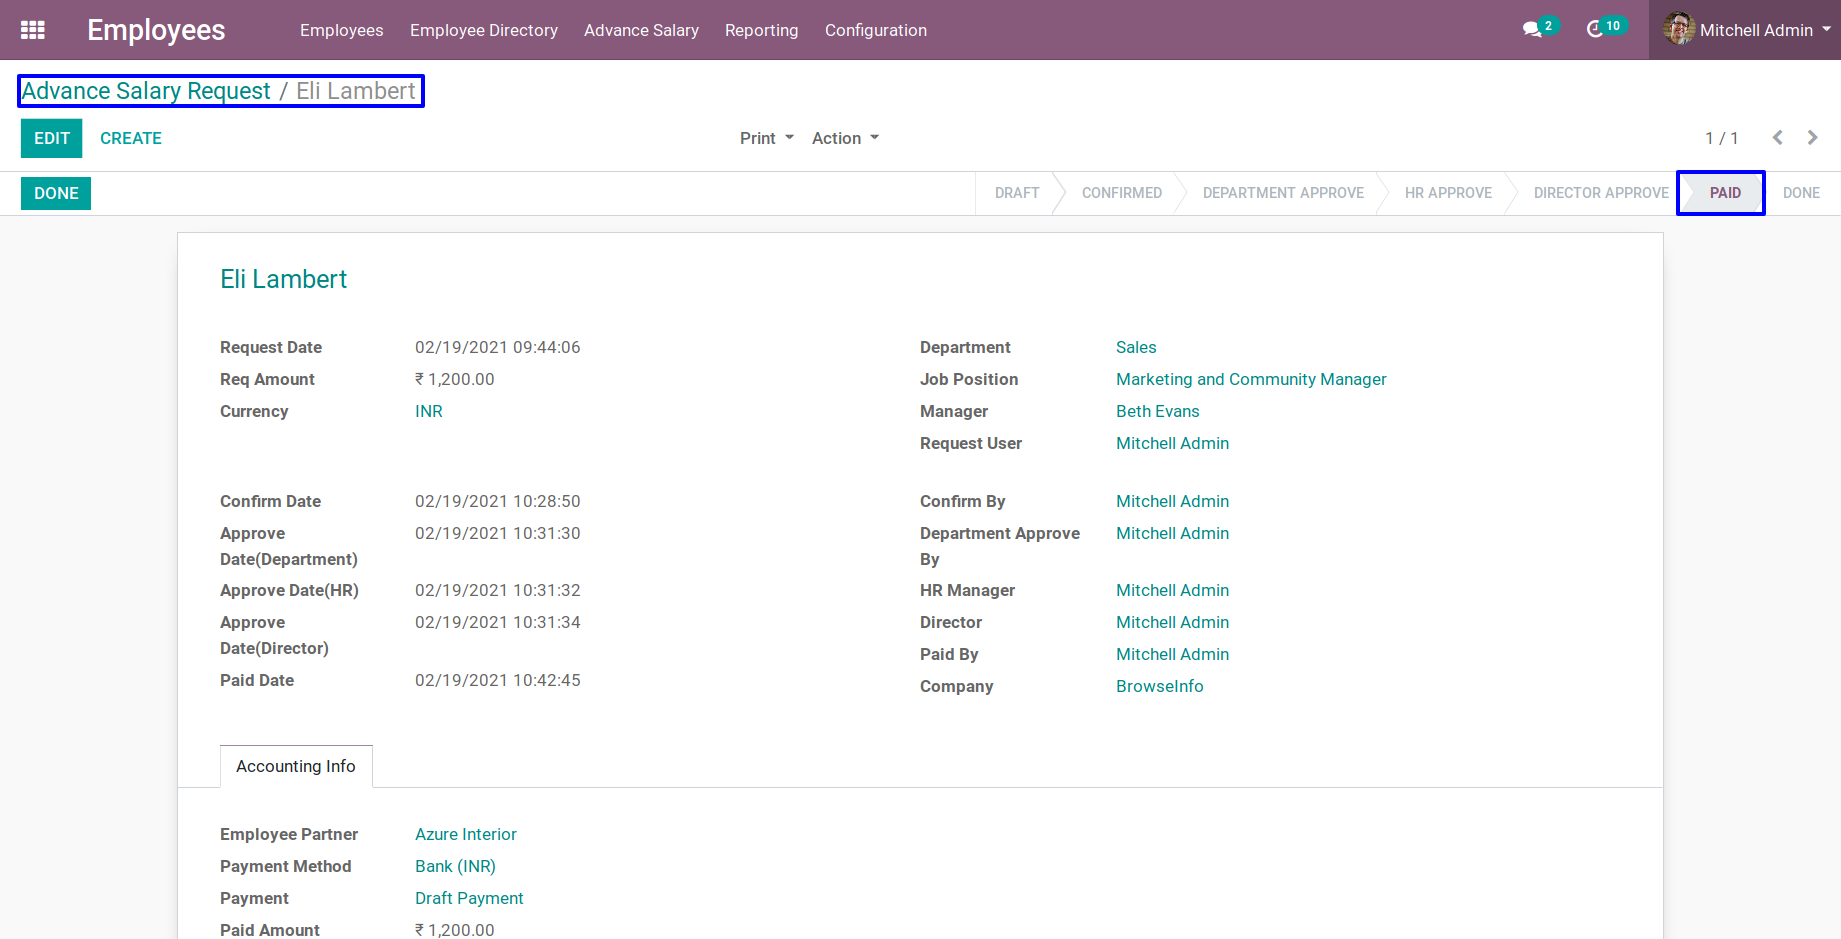 Employees Employees Employee Directory Advance Salary Reporting Configuration 2 10 Mitchell Admin
Advance Salary Request / Eli Lambert
EDIT CREATE Print Action 1 / 1
DONE DRAFT CONFIRMED DEPARTMENT APPROVE HR APPROVE DIRECTOR APPROVE PAID DONE
Eli Lambert
Request Date 02/19/2021 09:44:06 Department Sales
Req Amount ₹ 1,200.00 Job Position Marketing and Community Manager
Currency INR Manager Beth Evans
Request User Mitchell Admin
Confirm Date 02/19/2021 10:28:50 Confirm By Mitchell Admin
Approve 02/19/2021 10:31:30 Department Approve Mitchell Admin
Date(Department) By
Approve Date(HR) 02/19/2021 10:31:32 HR Manager Mitchell Admin
Approve 02/19/2021 10:31:34 Director Mitchell Admin
Date(Director)
Paid By Mitchell Admin
Paid Date 02/19/2021 10:42:45 Company BrowseInfo
Accounting Info
Employee Partner Azure Interior
Payment Method Bank (INR)
Payment Draft Payment
Paid Amount ₹ 1,200.00